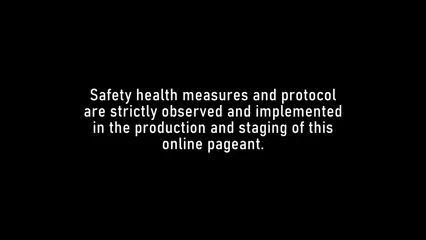 Safety health measures and protocol
are strictly observed and implemented
in the production and staging of this
online pageant.